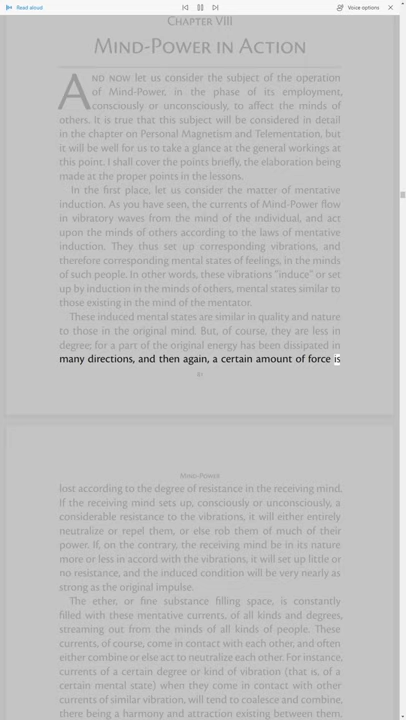 Read aloud
Voice options
Chapter VIII
Mind-Power in Action
And now let us consider the subject of the operation
of Mind-Power, in the phase of its employment,
consciously or unconsciously, to affect the minds of
others. It is true that this subject will be considered in detail
in the chapter on Personal Magnetism and Telementation, but
it will be well for us to take a glance at the general workings at
this point. I shall cover the points briefly, the elaboration being
made at the proper points in the lessons.
In the first place, let us consider the matter of mentative
induction. As you have seen, the currents of Mind-Power flow
in vibratory waves from the mind of the individual, and act
upon the minds of others according to the laws of mentative
induction. They thus set up corresponding vibrations, and
therefore corresponding mental states of feelings, in the minds
of such people. In other words, these vibrations "induce" or set
up by induction in the minds of others, mental states similar to
those existing in the mind of the mentator.
These induced mental states are similar in quality and nature
to those in the original mind. But, of course, they are less in
degree; for a part of the original energy has been dissipated in
many directions, and then again, a certain amount of force is
81
Mind-Power
lost according to the degree of resistance in the receiving mind.
If the receiving mind sets up, consciously or unconsciously, a
considerable resistance to the vibrations, it will either entirely
neutralize or repel them, or else rob them of much of their
power. If, on the contrary, the receiving mind be in its nature
more or less in accord with the vibrations, it will set up little or
no resistance, and the induced condition will be very nearly as
strong as the original impulse.
The ether, or fine substance filling space, is constantly
filled with these mentative currents, of all kinds and degrees,
streaming out from the minds of all kinds of people. These
currents, of course, come in contact with each other, and often
either combine or else act to neutralize each other. For instance,
currents of a certain degree or kind of vibration (that is, of a
certain mental state) when they come in contact with other
currents of similar vibration, will tend to coalesce and combine,
there being a harmony and attraction existing between them.